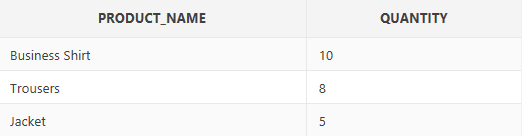 PRODUCT_NAME QUANTITY
Business Shirt 10
Trousers 8
Jacket 5